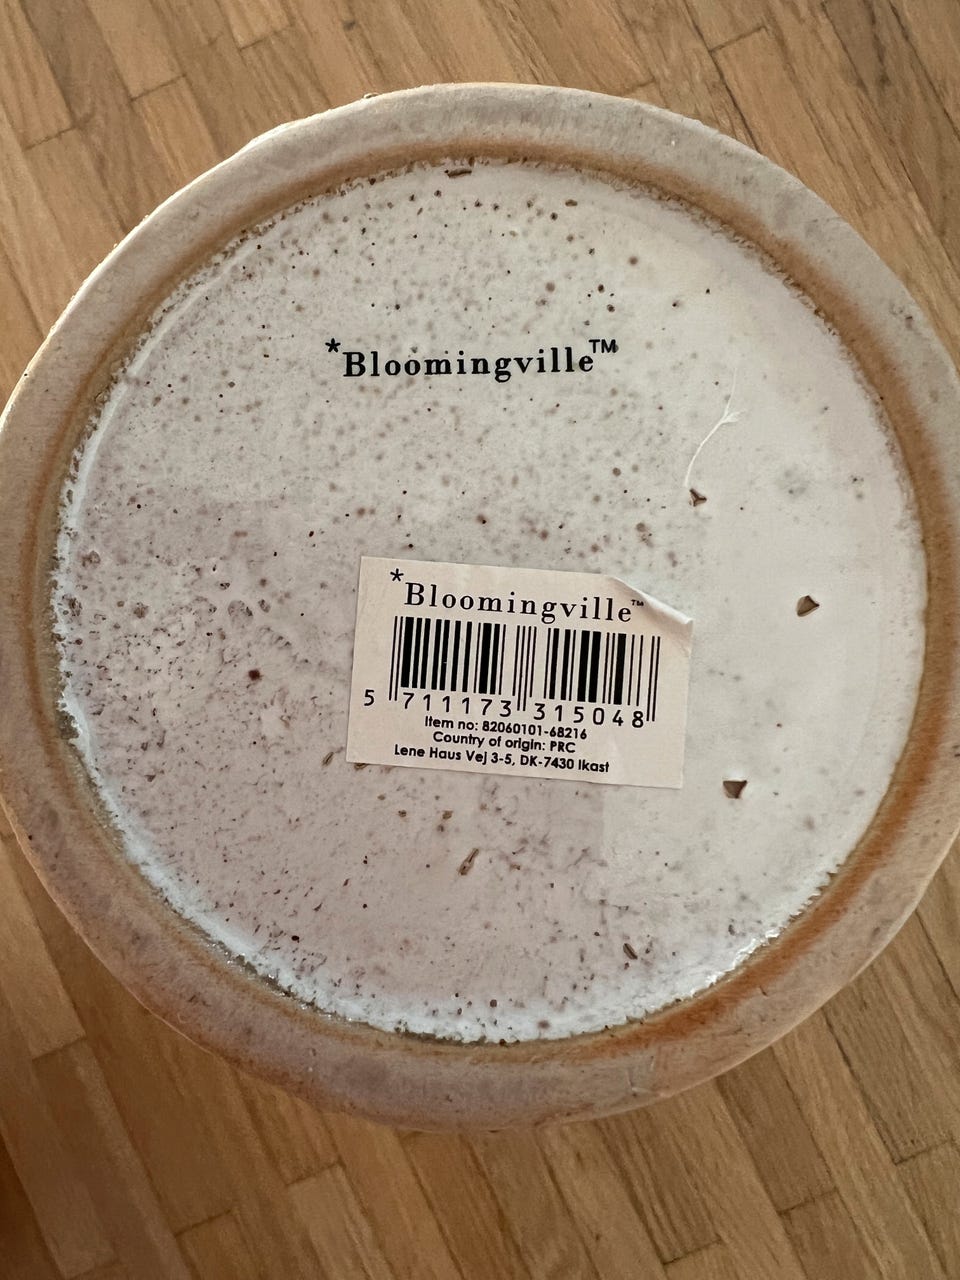 *Bloomingville™
*Bloomingville™
5 711173 315048
Item no: 82060101-68216
Country of origin: PRC
Lene Haus Vej 3-5, DK-7430 Ikast